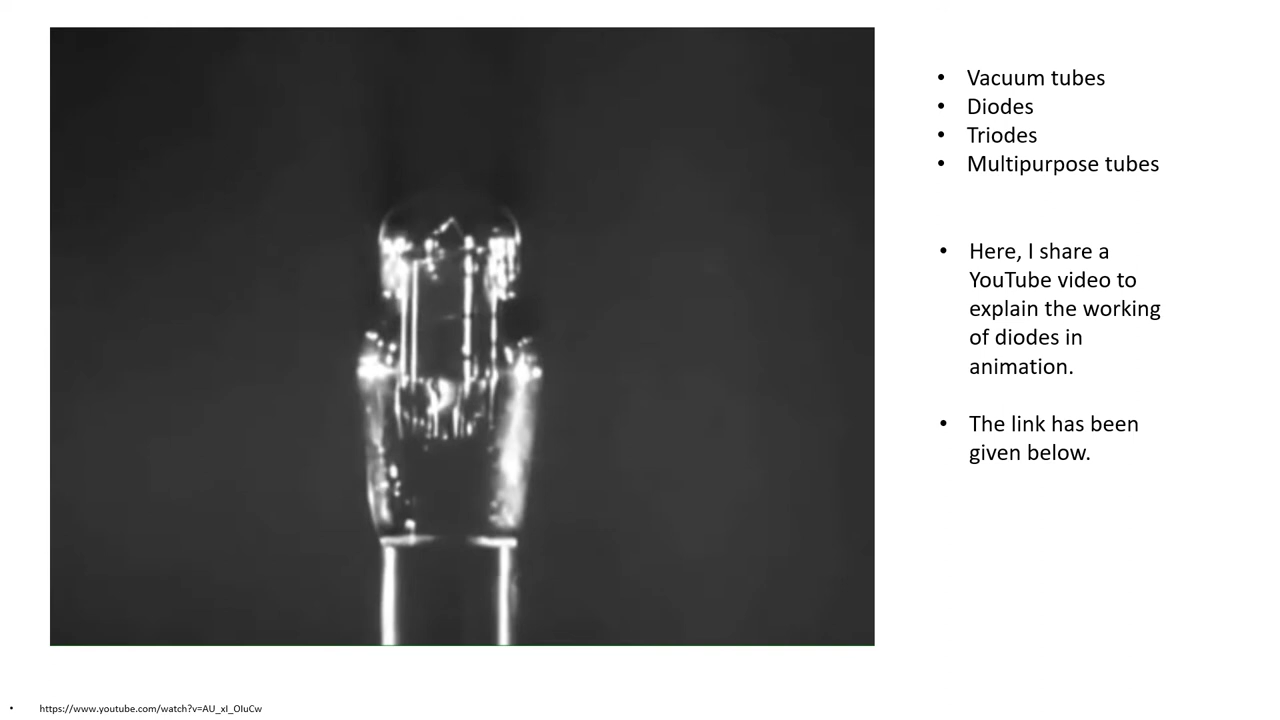 • Vacuum tubes
• Diodes
• Triodes
• Multipurpose tubes
• Here, I share a
YouTube video to
explain the working
of diodes in
animation.
• The link has been
given below.
• https://www.youtube.com/watch?v=AU_xI_OIuCw